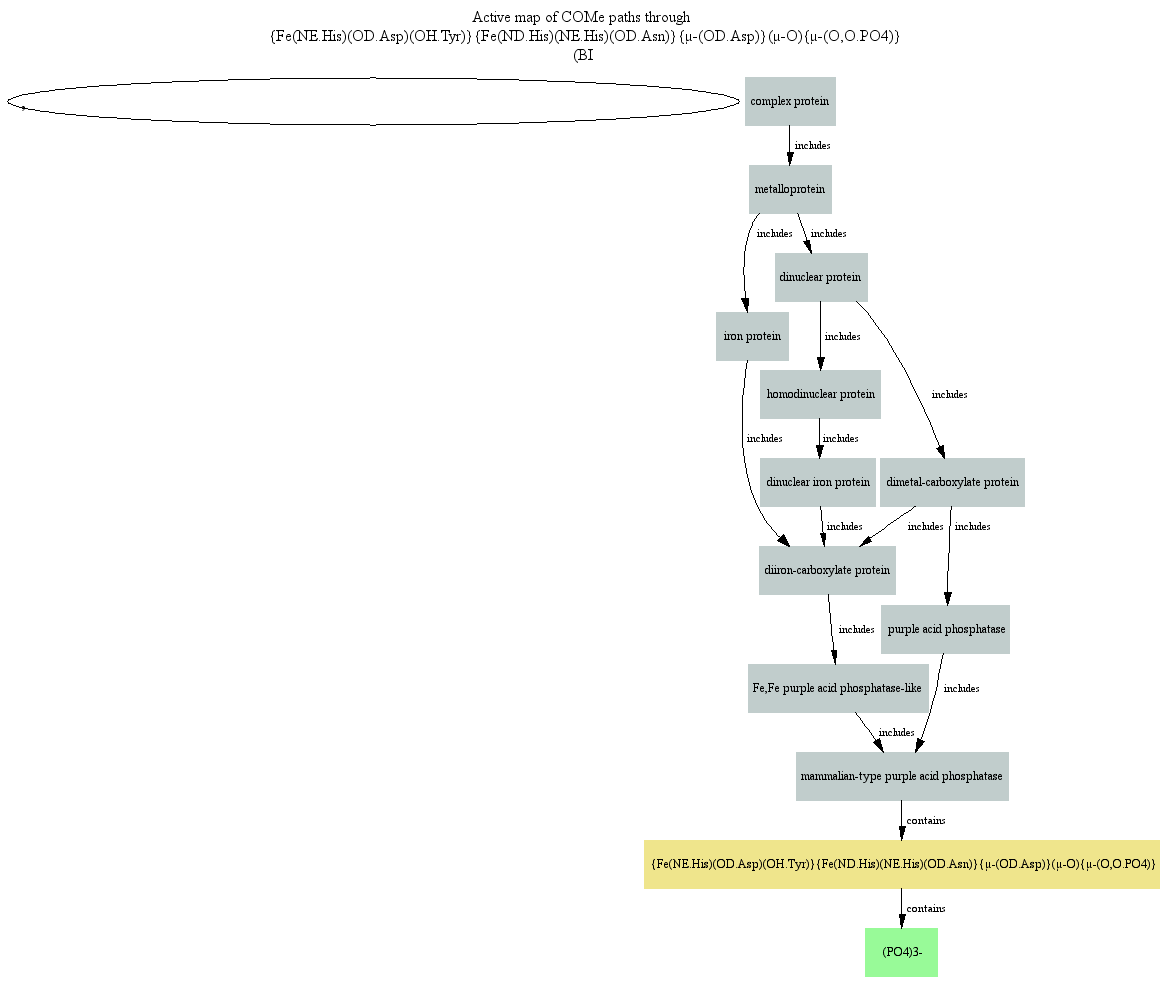 Active map of COMe paths through
{Fe(NE.His)(OD.Asp)(OH.Tyr)}{Fe(ND.His)(NE.His)(OD.Asn)}{μ-(OD.Asp)}(μ-O){μ-(O,O.PO4)}
(BI
complex protein
includes
metalloprotein
includes
includes
dinuclear protein
iron protein
includes
homodinuclear protein
includes
includes
includes
dinuclear iron protein
dimetal-carboxylate protein
includes
includes
includes
diiron-carboxylate protein
includes
purple acid phosphatase
Fe,Fe purple acid phosphatase-like
includes
includes
mammalian-type purple acid phosphatase
contains
{Fe(NE.His)(OD.Asp)(OH.Tyr)}{Fe(ND.His)(NE.His)(OD.Asn)}{μ-(OD.Asp)}(μ-O){μ-(O,O.PO4)}
contains
(PO4)3-